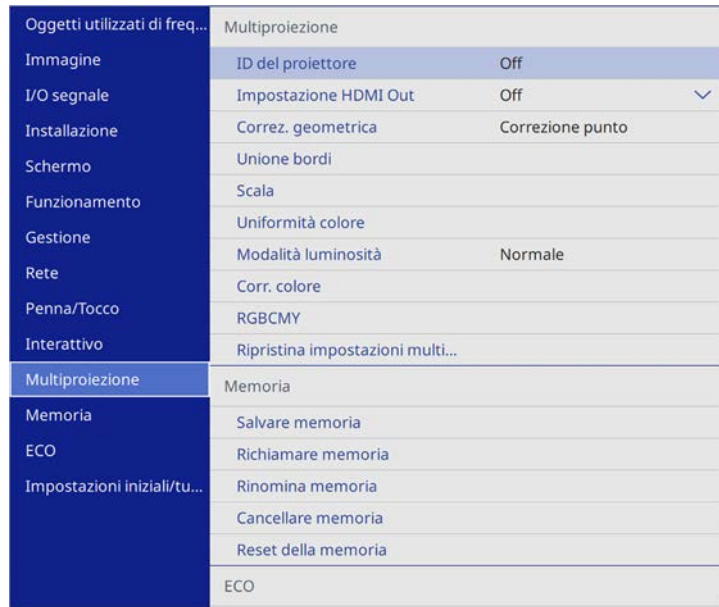 Oggetti utilizzati di freq...
Immagine
I/O segnale
Installazione
Schermo
Funzionamento
Gestione
Rete
Penna/Tocco
Interattivo
Multiproiezione
Memoria
ECO
Impostazioni iniziali/tu...
Multiproiezione
ID del proiettore Off
Impostazione HDMI Out Off
Correz. geometrica Correzione punto
Unione bordi
Scala
Uniformità colore
Modalità luminosità Normale
Corr. colore
RGBCMY
Ripristina impostazioni multi...
Memoria
Salvare memoria
Richiamare memoria
Rinomina memoria
Cancellare memoria
Reset della memoria
ECO